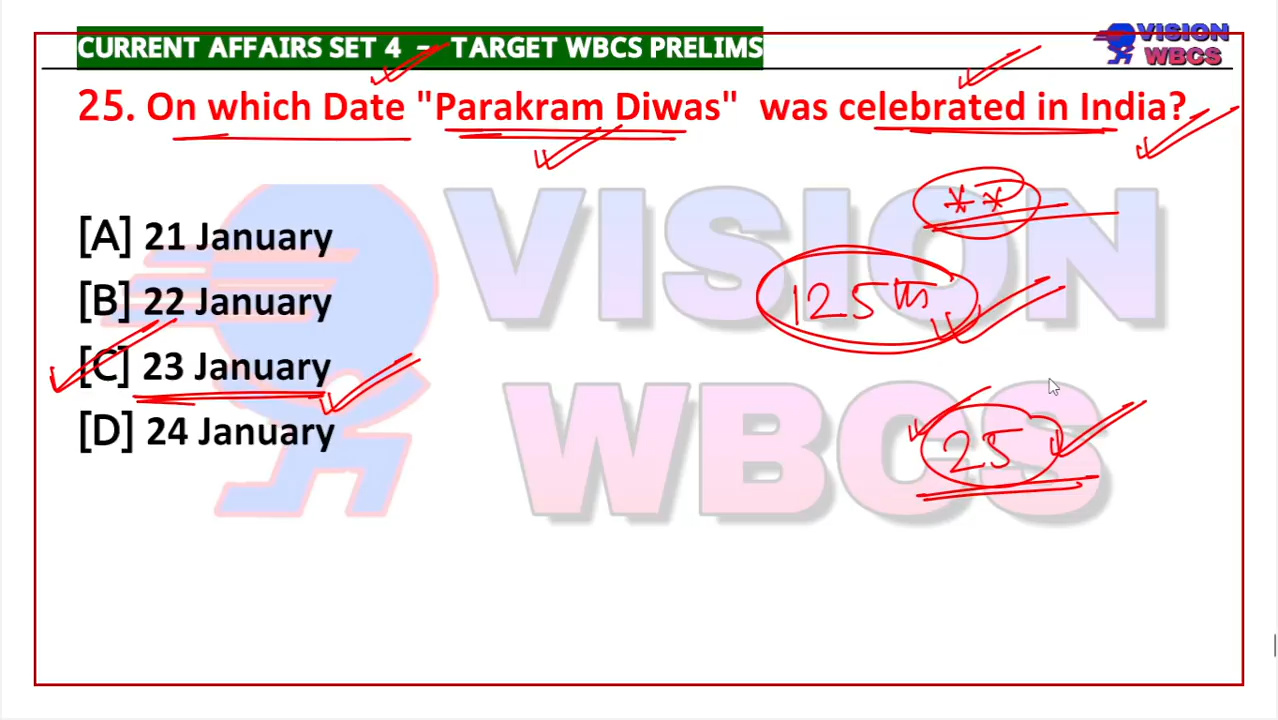 CURRENT AFFAIRS SET 4 – TARGET WBCS PRELIMS
VISION
WBCS
25. On which Date "Parakram Diwas" was celebrated in India?
**
[A] 21 January
125th
[B] 22 January
[C] 23 January
[D] 24 January
25
VISION
WBCS